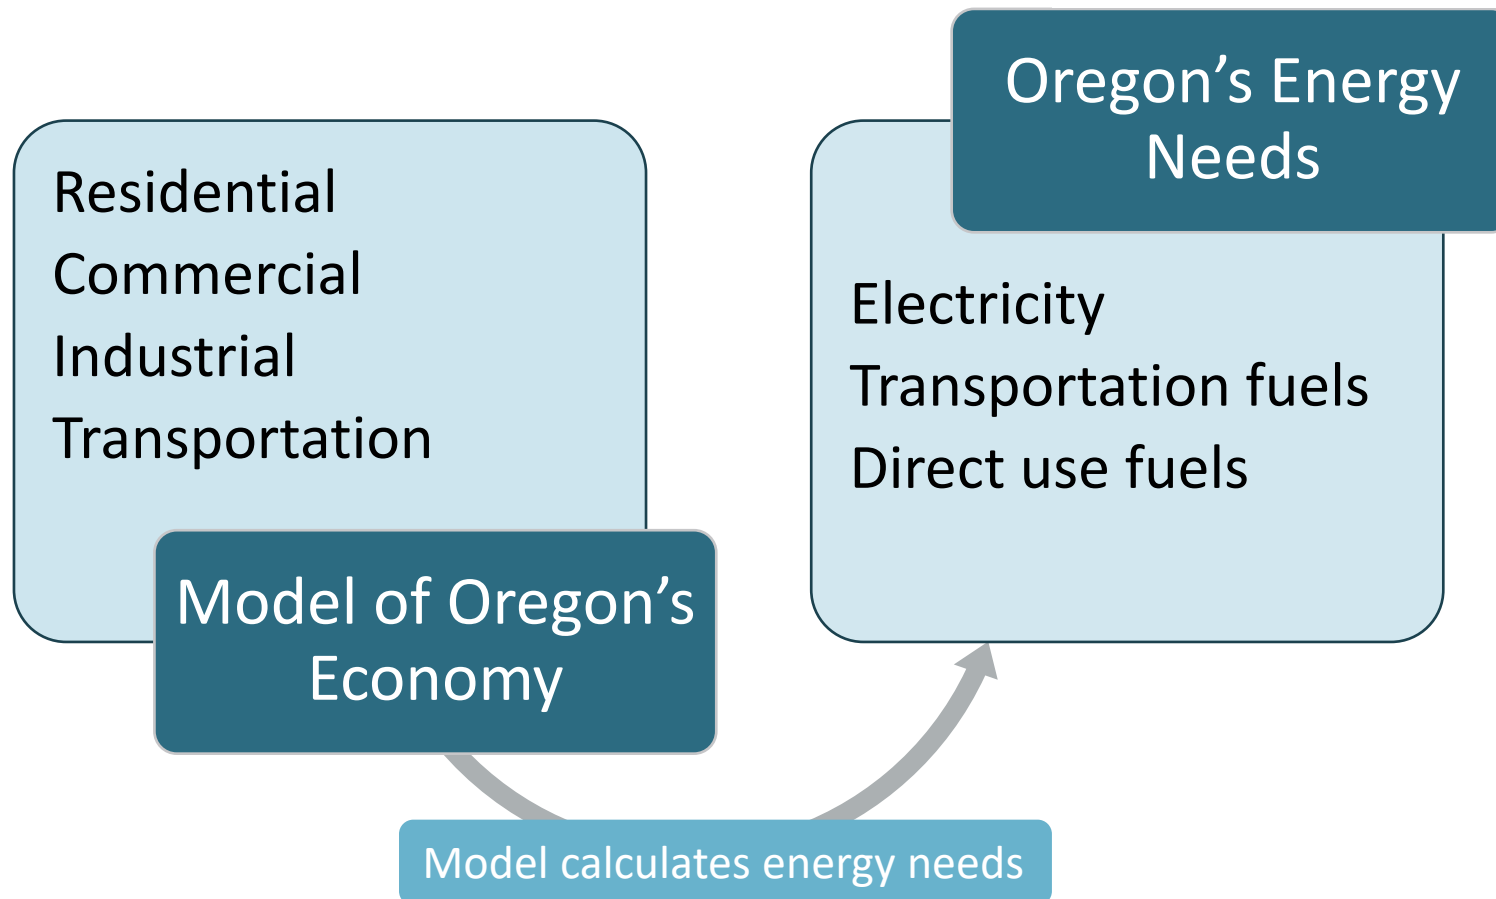 Residential
Commercial
Industrial
Transportation
Model of Oregon’s
Economy
Oregon’s Energy
Needs
Electricity
Transportation fuels
Direct use fuels
Model calculates energy needs